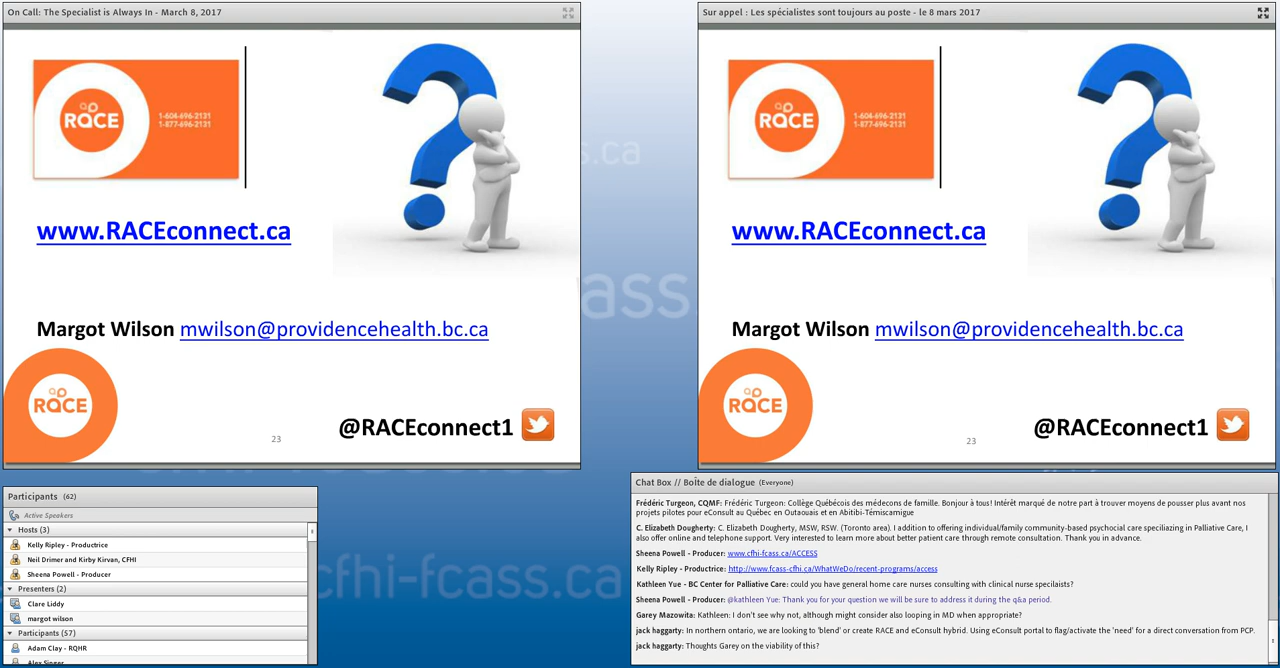 On Call: The Specialist is Always In - March 8, 2017
RACE
1-604-696-2131
1-877-696-2131
www.RACEconnect.ca
Margot Wilson mwilson@providencehealth.bc.ca
RACE
@RACEconnect1
23
Sur appel : Les spécialistes sont toujours au poste - le 8 mars 2017
RACE
1-604-696-2131
1-877-696-2131
www.RACEconnect.ca
Margot Wilson mwilson@providencehealth.bc.ca
RACE
@RACEconnect1
23
s.ca
ass.
cfhi-fcass.ca
Participants (62)
Active Speakers
Hosts (3)
Kelly Ripley - Productrice
Neil Drimer and Kirby Kirvan, CFHI
Sheena Powell - Producer
Presenters (2)
Clare Liddy
margot wilson
Participants (57)
Adam Clay - RQHR
Alex Singer
Chat Box // Boîte de dialogue (Everyone)
Frédéric Turgeon, CQMF: Frédéric Turgeon: Collège Québécois des médecons de famille. Bonjour à tous! Intérêt marqué de notre part à trouver moyens de pousser plus avant nos
projets pilotes pour eConsult au Québec en Outaouais et en Abitibi-Témiscamigue
C. Elizabeth Dougherty: C. Elizabeth Dougherty, MSW, RSW. (Toronto area). I addition to offering individual/family community-based psychocial care speciliazing in Palliative Care, I
also offer online and telephone support. Very interested to learn more about better patient care through remote consultation. Thank you in advance.
Sheena Powell - Producer: www.cfhi-fcass.ca/ACCESS
Kelly Ripley - Productrice: http://www.fcass-cfhi.ca/WhatWeDo/recent-programs/access
Kathleen Yue - BC Center for Palliative Care: could you have general home care nurses consulting with clinical nurse specilaists?
Sheena Powell - Producer: @kathleen Yue: Thank you for your question we will be sure to address it during the q&a period.
Garey Mazowita: Kathleen: I don't see why not, although might consider also looping in MD when appropriate?
jack haggarty: In northern ontario, we are looking to 'blend' or create RACE and eConsult hybrid. Using eConsult portal to flag/activate the 'need' for a direct conversation from PCP.
jack haggarty: Thoughts Garey on the viability of this?